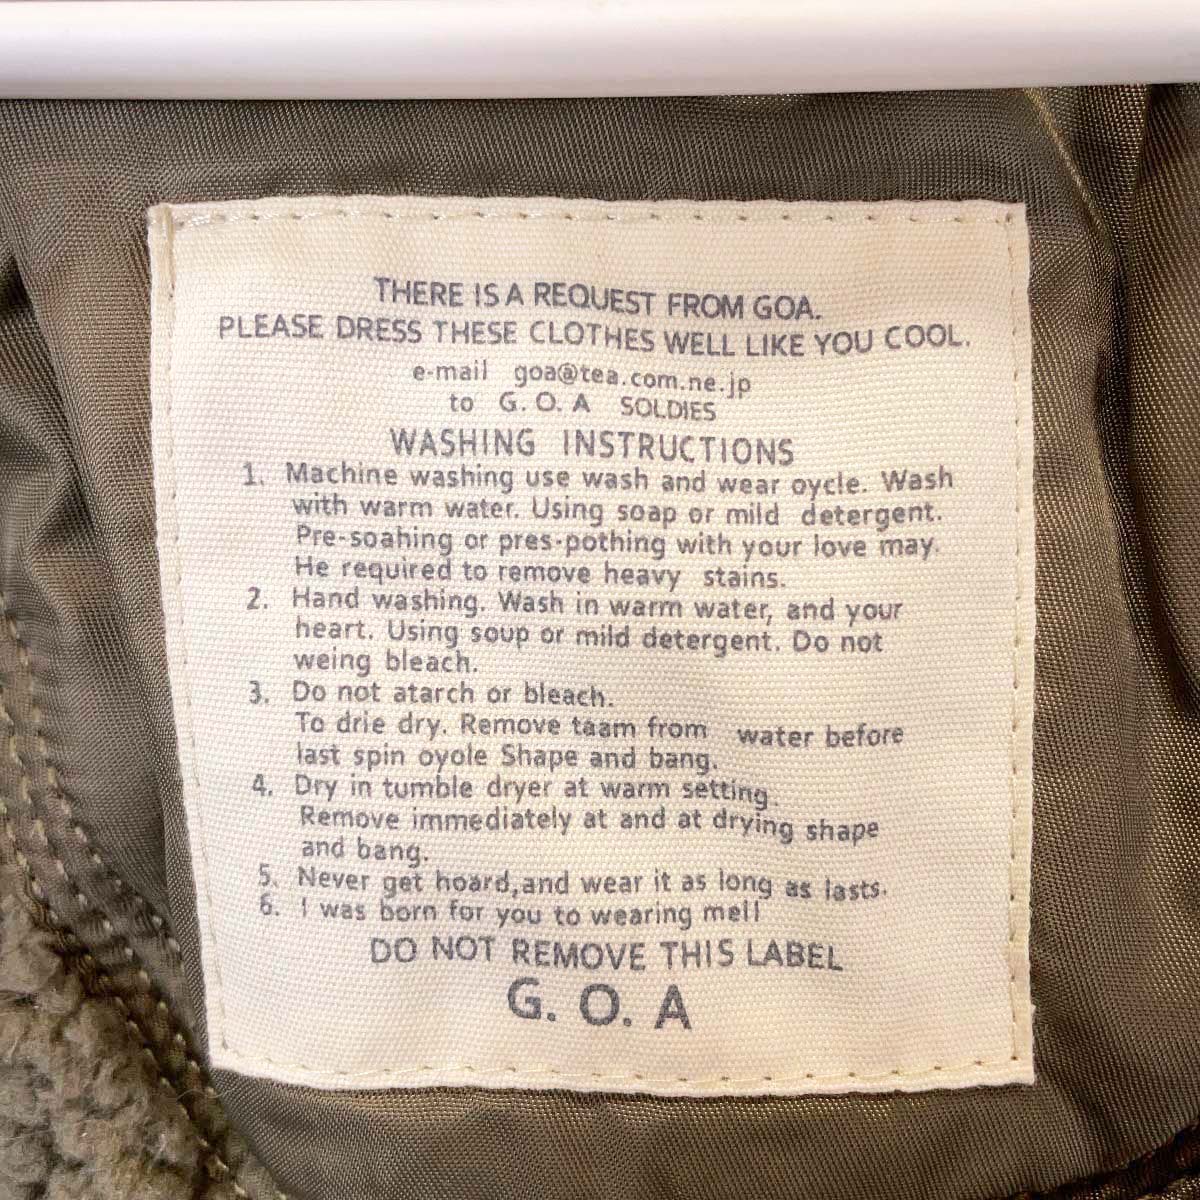 THERE IS A REQUEST FROM GOA.
PLEASE DRESS THESE CLOTHES WELL LIKE YOU COOL.
e-mail goa@tea.com.ne.jp
to G. O. A SOLDIES
WASHING INSTRUCTIONS
1. Machine washing use wash and wear oycle. Wash
with warm water. Using soap or mild detergent.
Pre-soahing or pres-pothing with your love may.
He required to remove heavy stains.
2. Hand washing. Wash in warm water, and your
heart. Using soup or mild detergent. Do not
weing bleach.
3. Do not atarch or bleach.
To drie dry. Remove taam from water before
last spin oyole Shape and bang.
4. Dry in tumble dryer at warm setting.
Remove immediately at and at drying shape
and bang.
5. Never get hoard,and wear it as long as lasts.
6. I was born for you to wearing mell
DO NOT REMOVE THIS LABEL
G. O. A